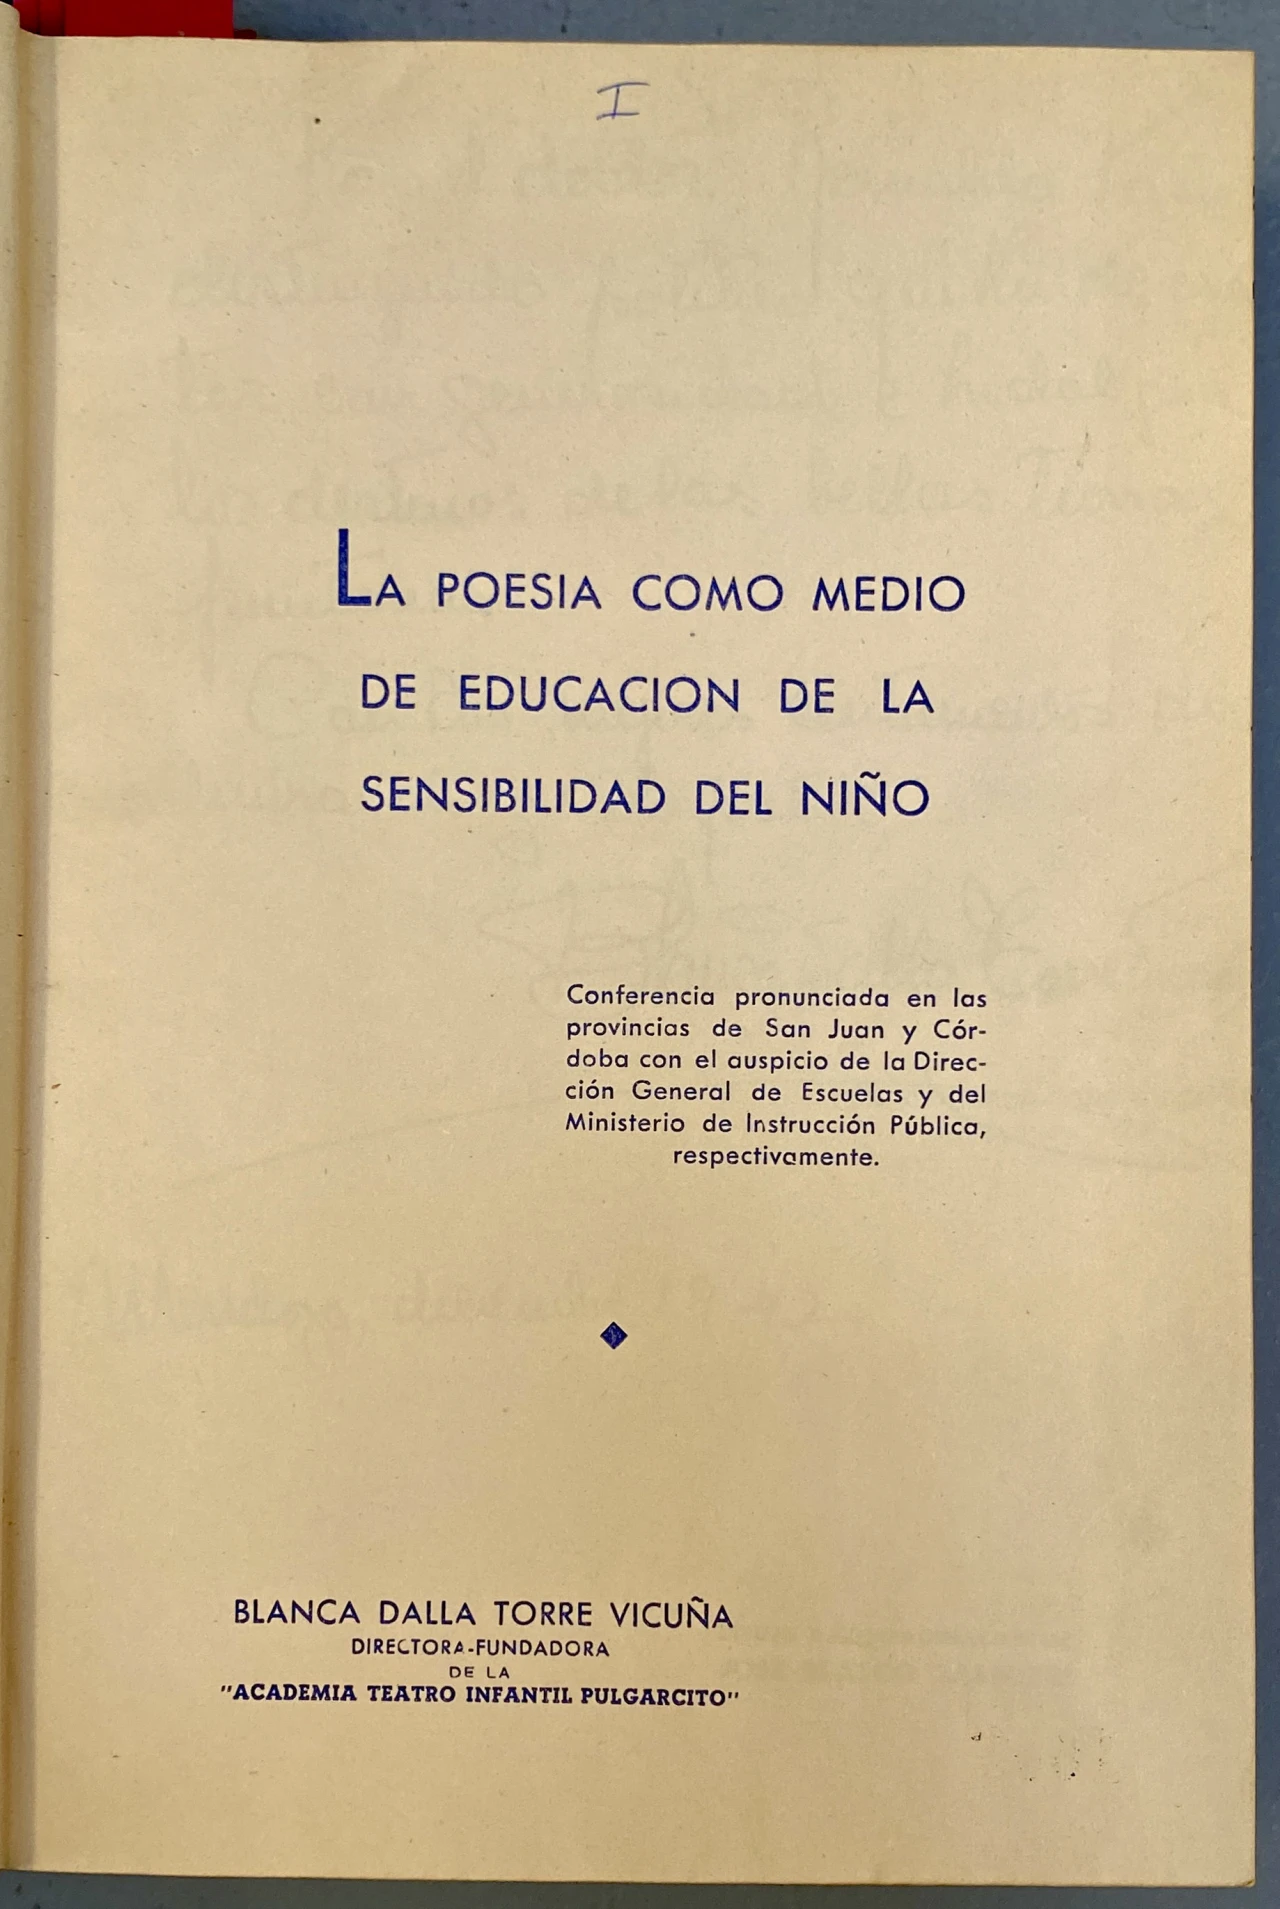 I
LA POESIA COMO MEDIO
DE EDUCACION DE LA
SENSIBILIDAD DEL NIÑO
Conferencia pronunciada en las
provincias de San Juan y Cór-
doba con el auspicio de la Direc-
ción General de Escuelas y del
Ministerio de Instrucción Pública,
respectivamente.
BLANCA DALLA TORRE VICUÑA
DIRECTORA-FUNDADORA
DE LA
"ACADEMIA TEATRO INFANTIL PULGARCITO"